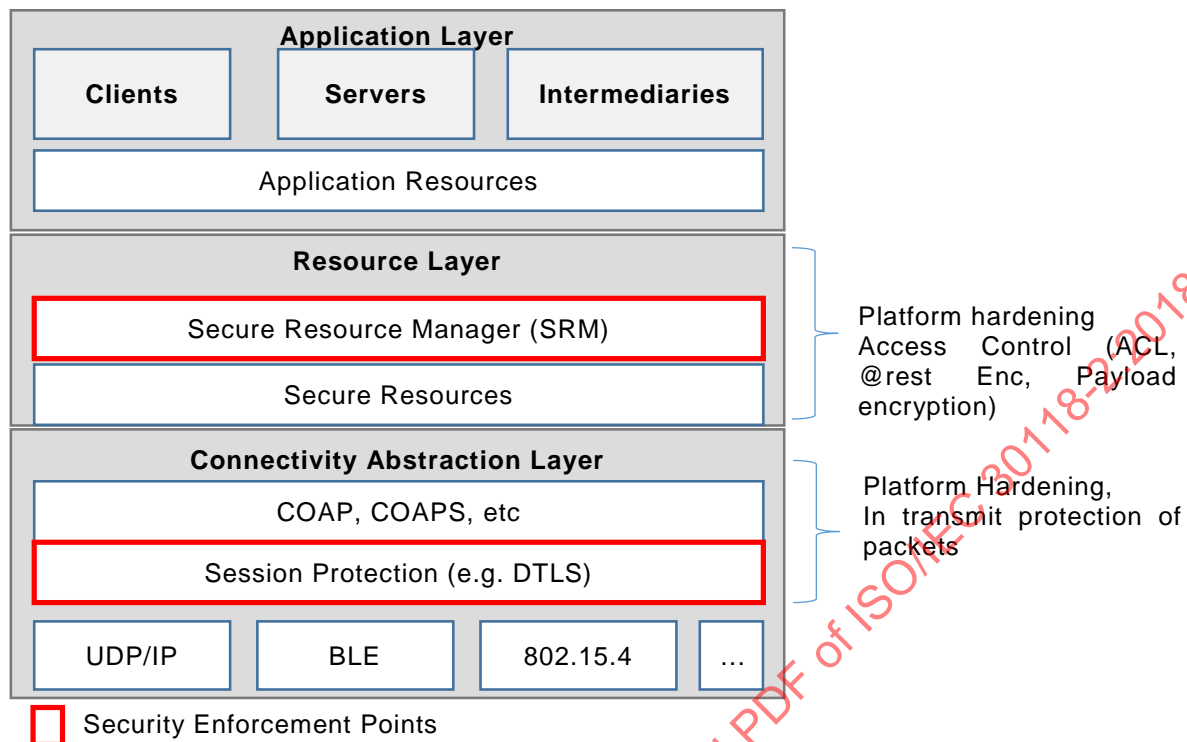 Application Layer
Clients
Servers
Intermediaries
Application Resources
Resource Layer
Secure Resource Manager (SRM)
Secure Resources
Platform hardening
Access Control (ACL,
@rest Enc, Payload
encryption)
Connectivity Abstraction Layer
COAP, COAPS, etc
Session Protection (e.g. DTLS)
Platform Hardening,
In transmit protection of
packets
UDP/IP
BLE
802.15.4
...
Security Enforcement Points
PDF of ISO/IEC 30118-2:2018